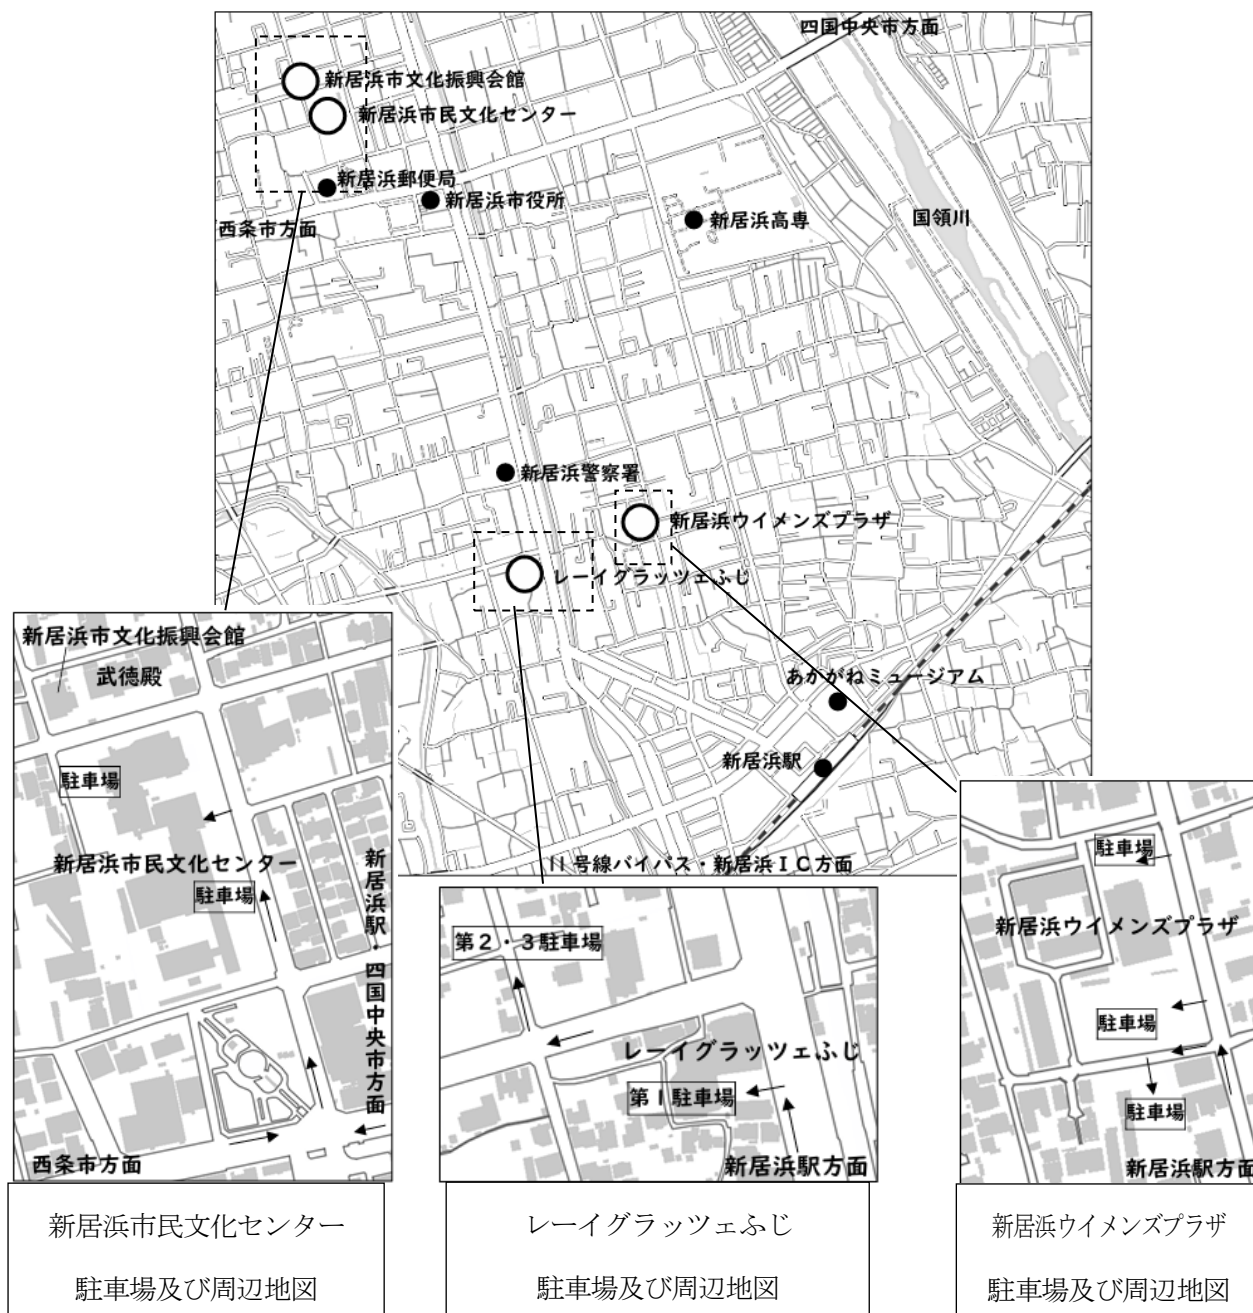 四国中央市方面
新居浜市文化振興会館
新居浜市民文化センター
新居浜郵便局
新居浜市役所
西条市方面
新居浜高専
国領川
新居浜警察署
新居浜ウイメンズプラザ
レーイグラッツェふじ
あかがねミュージアム
新居浜駅
11号線バイパス・新居浜IC方面
新居浜市文化振興会館
武徳殿
駐車場
新居浜市民文化センター
駐車場
新居浜駅・四国中央市方面
西条市方面
第2・3駐車場
レーイグラッツェふじ
第1駐車場
新居浜駅方面
駐車場
新居浜ウイメンズプラザ
駐車場
駐車場
新居浜駅方面
新居浜市民文化センター
駐車場及び周辺地図
レーイグラッツェふじ
駐車場及び周辺地図
新居浜ウイメンズプラザ
駐車場及び周辺地図